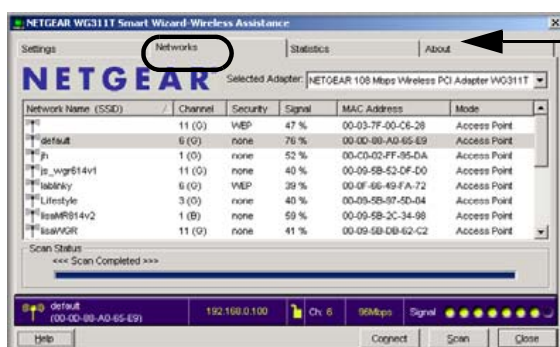 NETGEAR WG311T Smart Wizard-Wireless Assistance
Settings Networks Statistics About
NETGEAR Selected Adapter: NETGEAR 108 Mbps Wireless PCI Adapter WG311T
Network Name (SSID) / Channel Security Signal MAC Address Mode
11 (G) WEP 47 % 00-03-7F-00-C6-28 Access Point
default 6 (G) none 76 % 00-0D-88-A0-65-E9 Access Point
jh 1 (G) none 52 % 00-C0-02-FF-95-DA Access Point
js_wgr614v1 11 (G) none 40 % 00-09-5B-52-DF-D0 Access Point
lablinky 6 (G) WEP 39 % 00-0F-66-49-FA-72 Access Point
Lifestyle 3 (G) none 40 % 00-09-5B-97-5D-04 Access Point
lisaMR814v2 1 (B) none 59 % 00-09-5B-2C-34-98 Access Point
lisaWGR 11 (G) none 41 % 00-09-5B-DB-62-C2 Access Point
Scan Status
<<< Scan Completed >>>
default 192.168.0.100 Ch: 6 96Mbps Signal
(00-0D-88-A0-65-E9)
Help Connect Scan Close